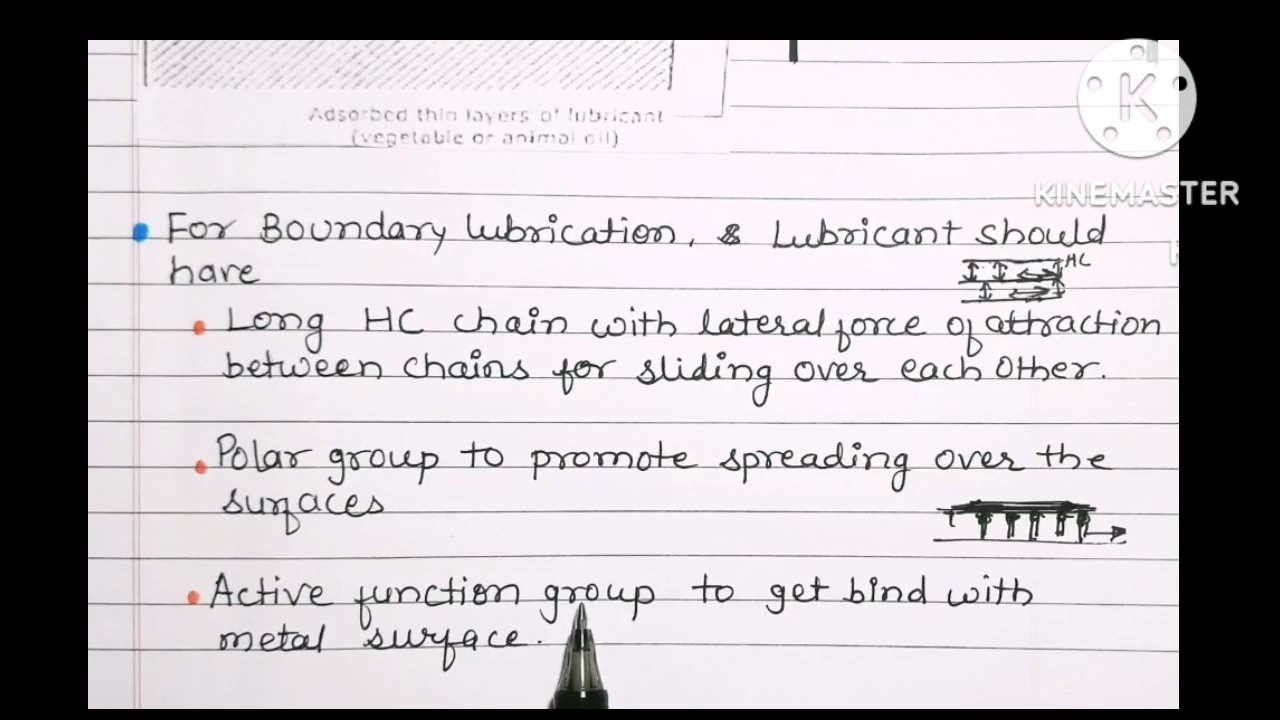 Adsorbed thin layers of lubricant
(vegetable or animal oil)
K
KINEMASTER
For Boundary lubrication, & Lubricant should
have
HC
Long HC chain with lateral force of attraction
between chains for sliding over each other.
Polar group to promote spreading over the
surfaces
Active function group to get bind with
metal surface.